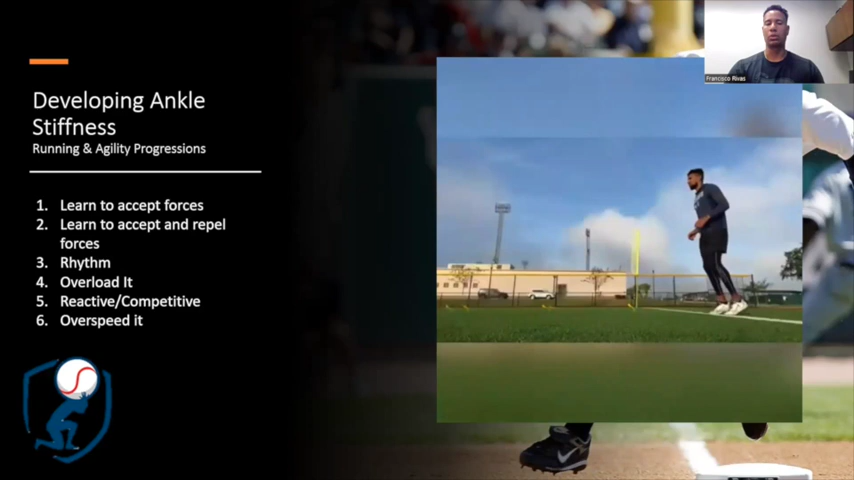 Developing Ankle
Stiffness
Running & Agility Progressions
1. Learn to accept forces
2. Learn to accept and repel
forces
3. Rhythm
4. Overload It
5. Reactive/Competitive
6. Overspeed it
Francisco Rivas